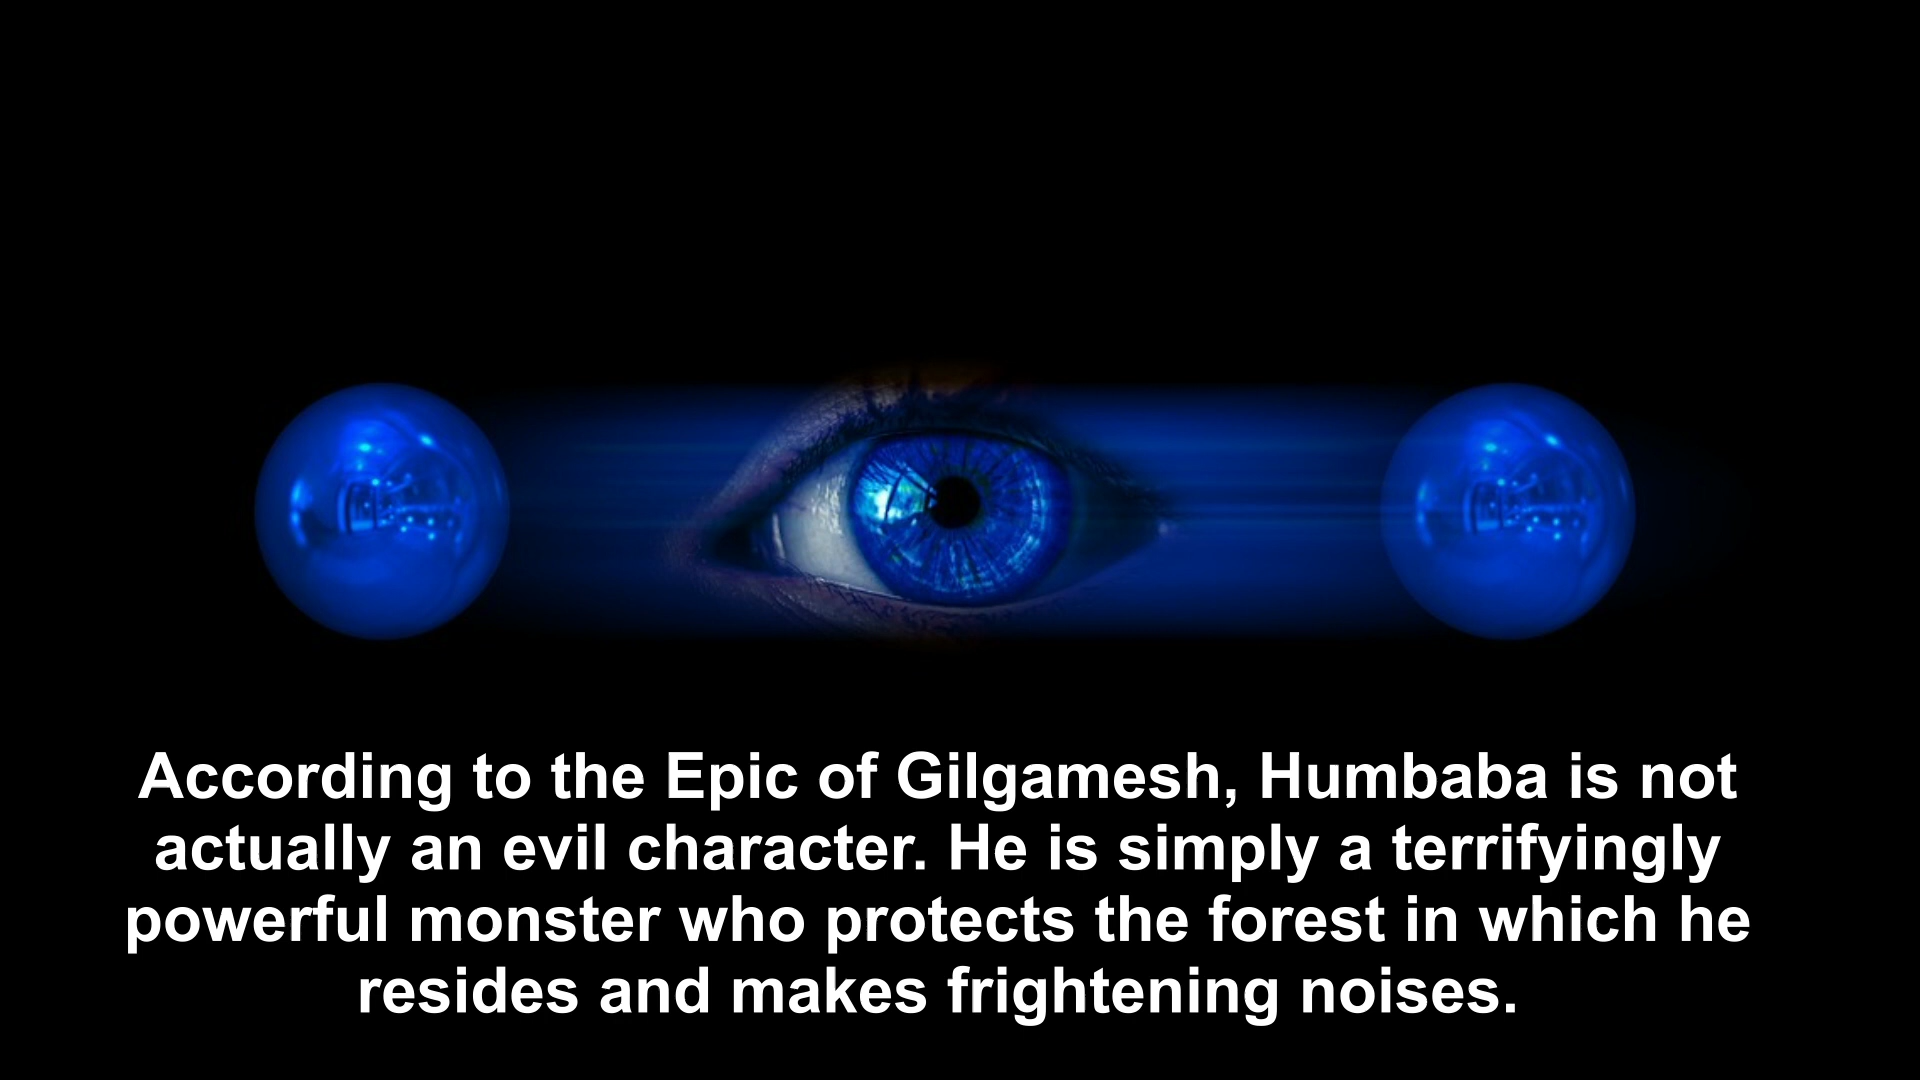 According to the Epic of Gilgamesh, Humbaba is not
actually an evil character. He is simply a terrifyingly
powerful monster who protects the forest in which he
resides and makes frightening noises.